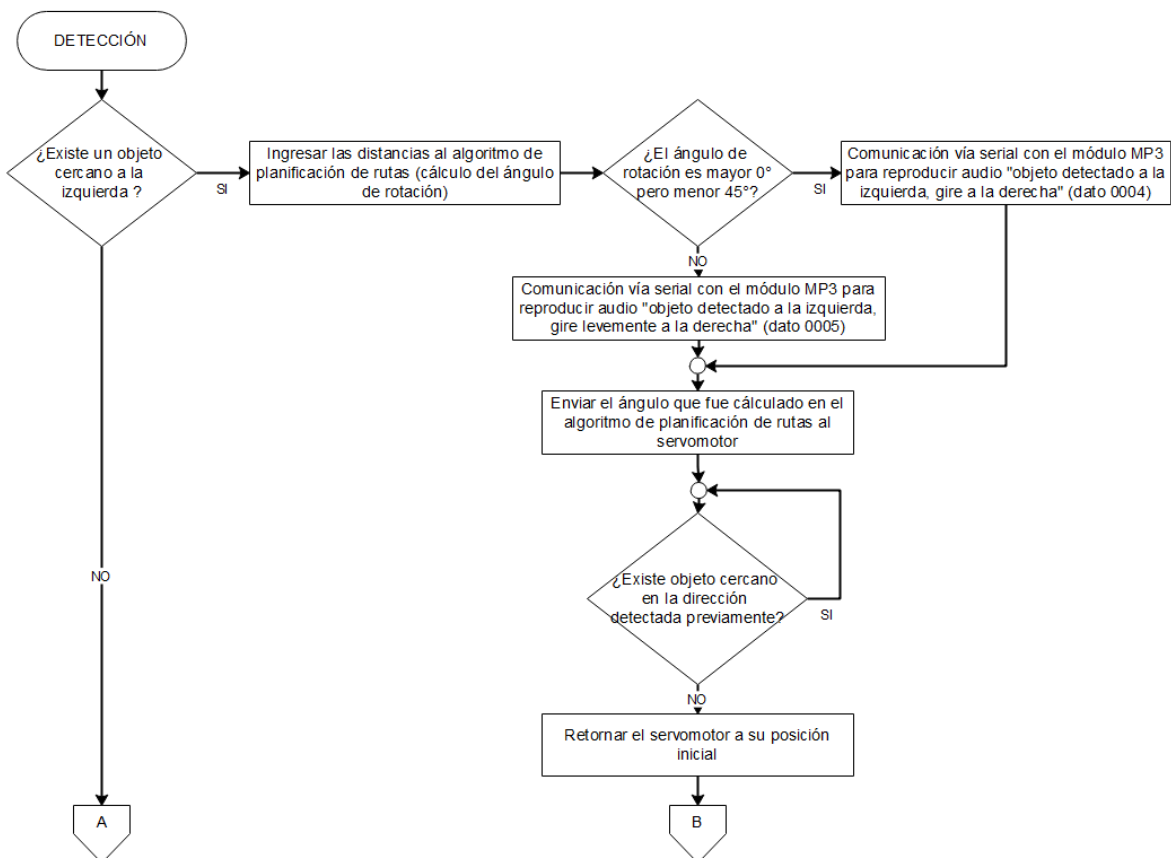 DETECCIÓN
¿Existe un objeto
cercano a la
izquierda ?
SI
Ingresar las distancias al algoritmo de
planificación de rutas (cálculo del ángulo
de rotación)
¿El ángulo de
rotación es mayor 0°
pero menor 45°?
SI
Comunicación vía serial con el módulo MP3
para reproducir audio "objeto detectado a la
izquierda, gire a la derecha" (dato 0004)
NO
Comunicación vía serial con el módulo MP3 para
reproducir audio "objeto detectado a la izquierda,
gire levemente a la derecha" (dato 0005)
Enviar el ángulo que fue cálculado en el
algoritmo de planificación de rutas al
servomotor
NO
¿Existe objeto cercano
en la dirección
detectada previamente?
SI
NO
Retornar el servomotor a su posición
inicial
A
B